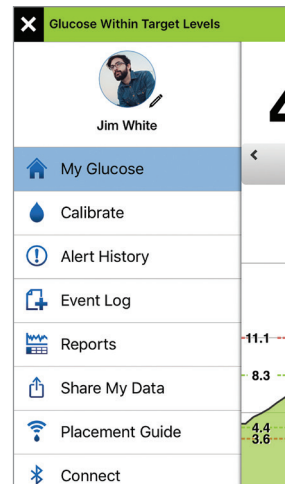 Glucose Within Target Levels
Jim White
My Glucose
Calibrate
Alert History
Event Log
Reports
Share My Data
Placement Guide
Connect
11.1
8.3
4.4
3.6